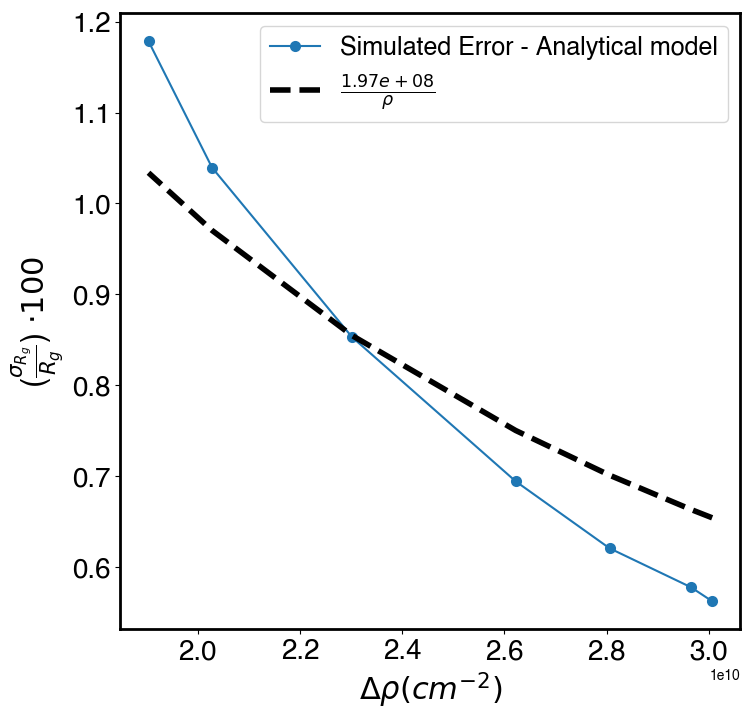 1.2
1.1
1.0
0.9
0.8
0.7
0.6
(σ_{R_g}/R_g) ·100
Simulated Error - Analytical model
1.97e + 08
ρ
2.0 2.2 2.4 2.6 2.8 3.0
1e10
Δρ(cm⁻²)